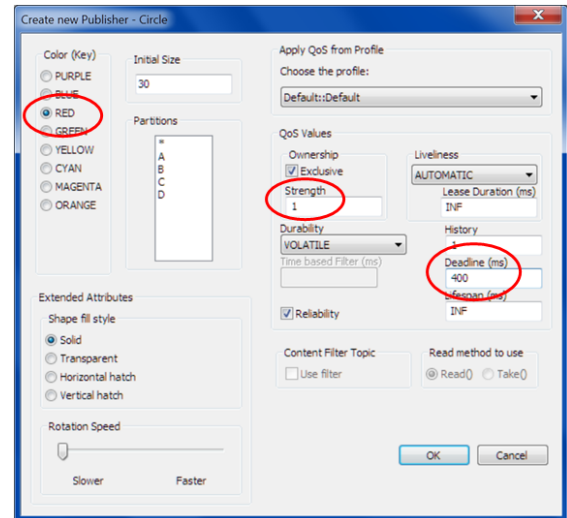 Create new Publisher - Circle
Color (Key)
PURPLE
BLUE
RED
GREEN
YELLOW
CYAN
MAGENTA
ORANGE
Initial Size
30
Partitions
*
A
B
C
D
Extended Attributes
Shape fill style
Solid
Transparent
Horizontal hatch
Vertical hatch
Rotation Speed
Slower Faster
Apply QoS from Profile
Choose the profile:
Default::Default
QoS Values
Ownership
Exclusive
Strength
1
Liveliness
AUTOMATIC
Lease Duration (ms)
INF
Durability
VOLATILE
Time based Filter (ms)
History
1
Deadline (ms)
400
Lifespan (ms)
INF
Reliability
Content Filter Topic
Use filter
Read method to use
Read() Take()
OK Cancel